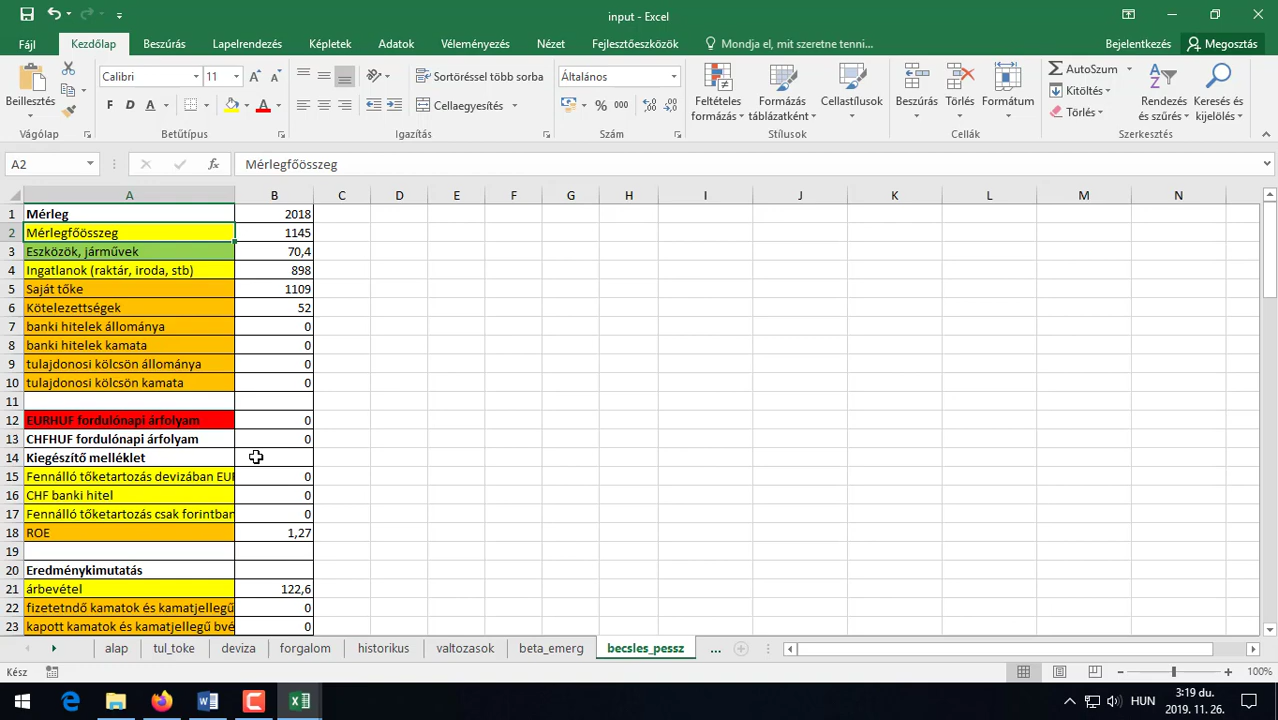 input - Excel
Fájl
Kezdőlap
Beszúrás
Lapelrendezés
Képletek
Adatok
Véleményezés
Nézet
Fejlesztőeszközök
Mondja el, mit szeretne tenni...
Bejelentkezés
Megosztás
Beillesztés
Calibri
11
F D A
A
Sortöréssel több sorba
Cellaegyesítés
Általános
%
000
Feltételes formázás
Formázás táblázatként
Cellastílusok
Beszúrás
Törlés
Formátum
AutoSzum
Kitöltés
Törlés
Rendezés és szűrés
Keresés és kijelölés
Vágólap
Betűtípus
Igazítás
Szám
Stílusok
Cellák
Szerkesztés
A2
fx
Mérlegfőösszeg
A B C D E F G H I J K L M N
1 Mérleg 2018
2 Mérlegfőösszeg 1145
3 Eszközök, járművek 70,4
4 Ingatlanok (raktár, iroda, stb) 898
5 Saját tőke 1109
6 Kötelezettségek 52
7 banki hitelek állománya 0
8 banki hitelek kamata 0
9 tulajdonosi kölcsön állománya 0
10 tulajdonosi kölcsön kamata 0
11
12 EURHUF fordulónapi árfolyam 0
13 CHFHUF fordulónapi árfolyam 0
14 Kiegészítő melléklet
15 Fennálló tőketartozás devizában EUR 0
16 CHF banki hitel 0
17 Fennálló tőketartozás csak forintban 0
18 ROE 1,27
19
20 Eredménykimutatás
21 árbevétel 122,6
22 fizetetndő kamatok és kamatjellegű 0
23 kapott kamatok és kamatjellegű bvé 0
alap
tul_toke
deviza
forgalom
historikus
valtozasok
beta_emerg
becsles_pessz
...
Kész
100%
HUN
3:19 du.
2019. 11. 26.